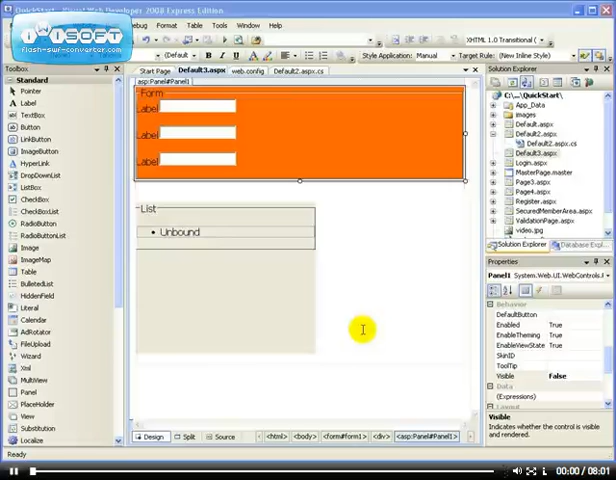 iWiSOFT
flash-swf-converter.com
QuickStart - Visual Web Developer 2008 Express Edition
Debug Format Table Tools Window Help
(Default
Style Application: Manual Target Rule: (New Inline Style)
XHTML 1.0 Transitional (
Toolbox
Start Page Default3.aspx web.config Default2.aspx.cs
Solution Explorer
Standard
Pointer
Label
TextBox
Button
LinkButton
ImageButton
HyperLink
DropDownList
ListBox
CheckBox
CheckBoxList
RadioButton
RadioButtonList
Image
ImageMap
Table
BulletedList
HiddenField
Literal
Calendar
AdRotator
FileUpload
Wizard
Xml
MultiView
Panel
PlaceHolder
View
Substitution
Localize
asp:Panel#Panel1
Form
Label
Label
Label
List
• Unbound
Design Split Source
<html> <body> <form#form1> <div> <asp:Panel#Panel1>
C:\...\QuickStart\
App_Data
images
Default.aspx
Default2.aspx
Default2.aspx.cs
Default3.aspx
Login.aspx
MasterPage.master
Page3.aspx
Page4.aspx
Register.aspx
SecuredMemberArea.aspx
ValidationPage.aspx
video.jpg
Solution Explorer Database Expl
Properties
Panel1 System.Web.UI.WebControls.
Behavior
DefaultButton
Enabled True
EnableTheming True
EnableViewState True
SkinID
ToolTip
Visible False
Data
(Expressions)
Layout
Visible
Indicates whether the control is visible and rendered.
Ready
00:00 / 08:01